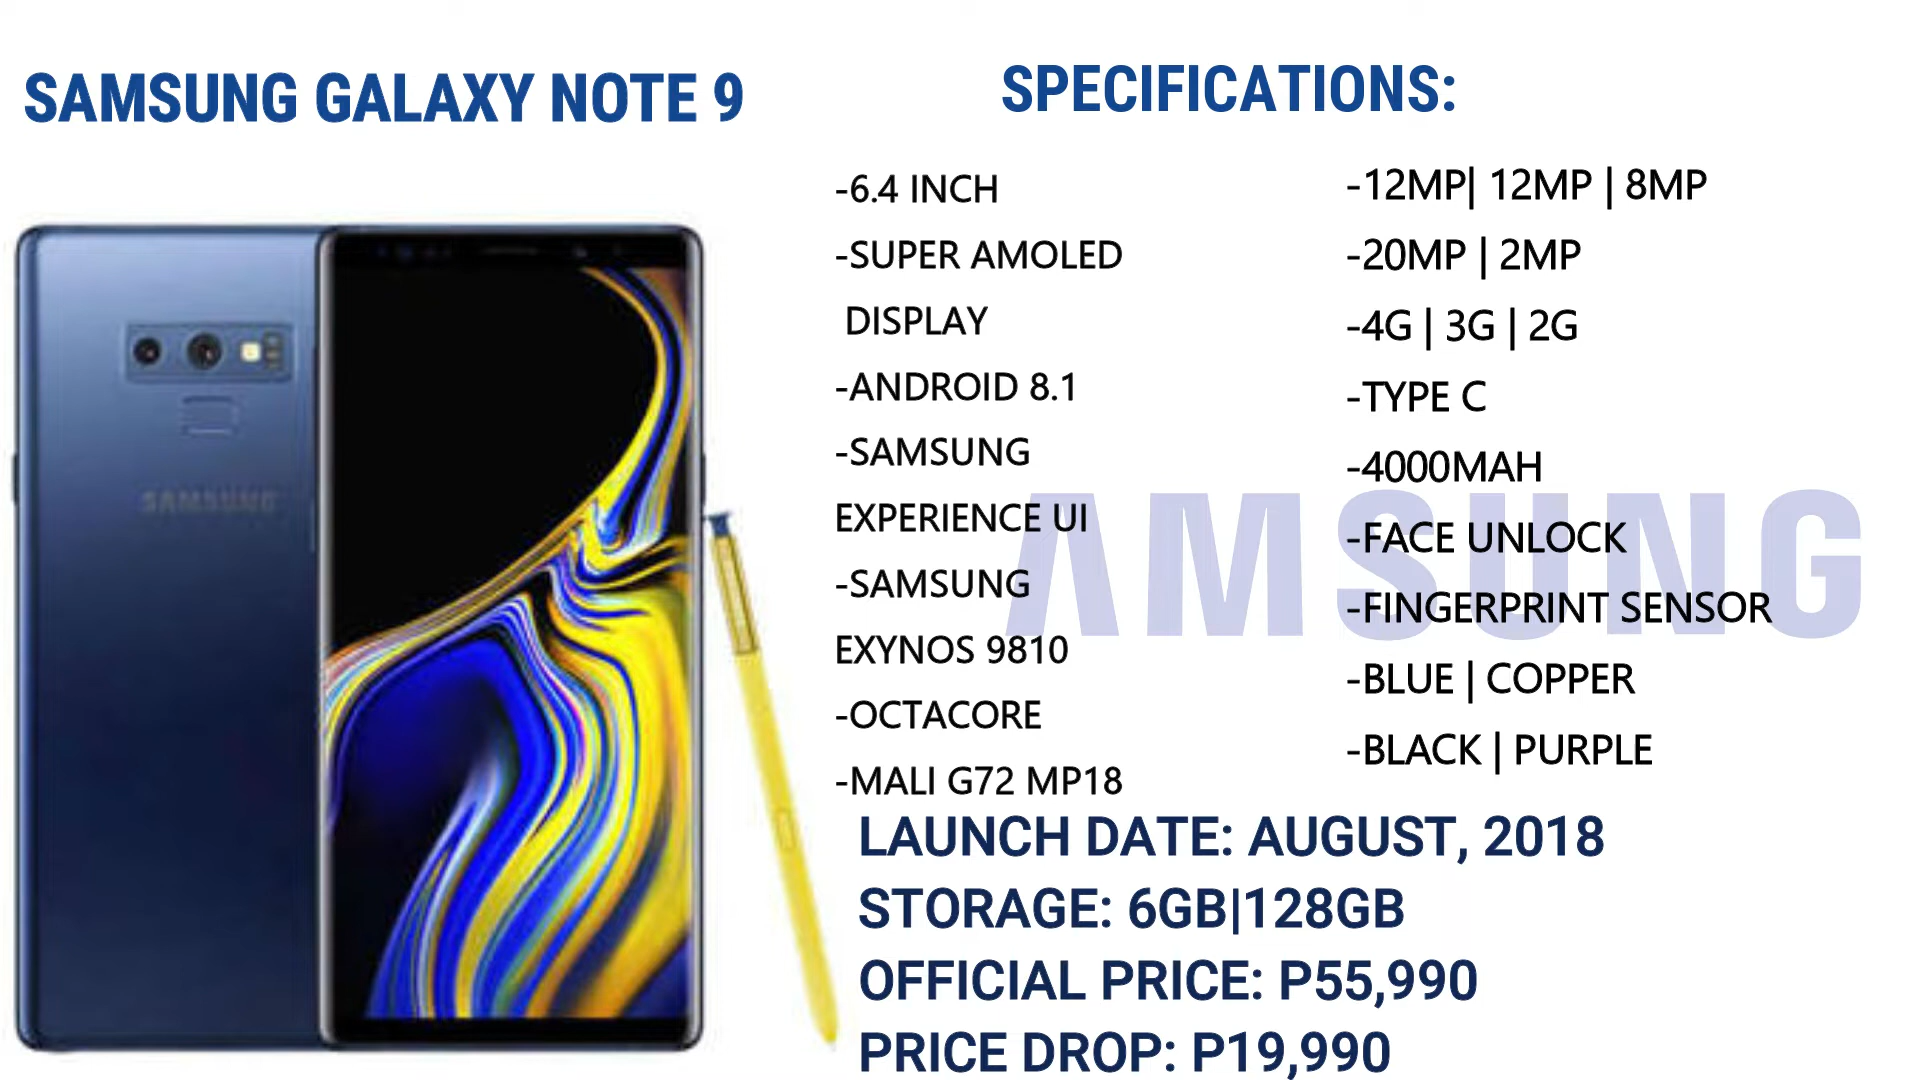 SAMSUNG GALAXY NOTE 9
SAMSUNG
SPECIFICATIONS:
-6.4 INCH
-SUPER AMOLED
DISPLAY
-ANDROID 8.1
-SAMSUNG
EXPERIENCE UI
-SAMSUNG
EXYNOS 9810
-OCTACORE
-MALI G72 MP18
-12MP| 12MP | 8MP
-20MP | 2MP
-4G | 3G | 2G
-TYPE C
-4000MAH
-FACE UNLOCK
-FINGERPRINT SENSOR
-BLUE | COPPER
-BLACK | PURPLE
AMSUNG
LAUNCH DATE: AUGUST, 2018
STORAGE: 6GB|128GB
OFFICIAL PRICE: P55,990
PRICE DROP: P19,990